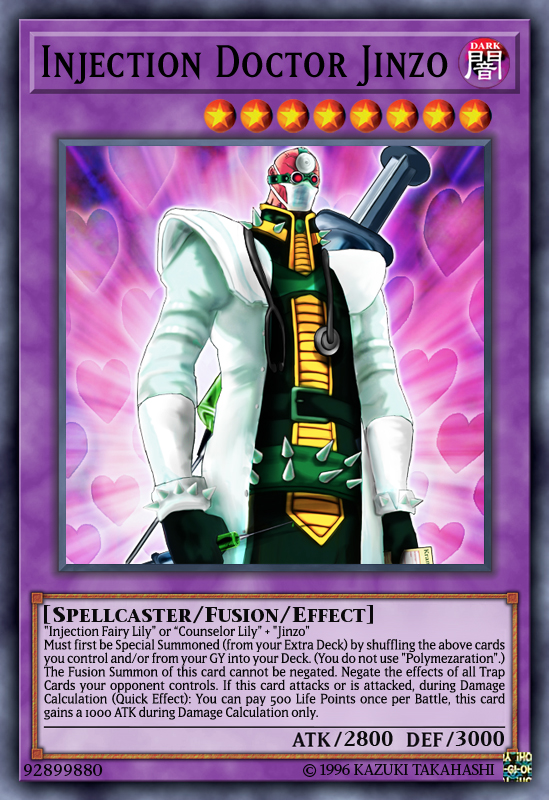 Injection Doctor Jinzo
DARK
闇
[Spellcaster/Fusion/Effect]
"Injection Fairy Lily" or “Counselor Lily" + "Jinzo"
Must first be Special Summoned (from your Extra Deck) by shuffling the above cards
you control and/or from your GY into your Deck. (You do not use "Polymezaration".)
The Fusion Summon of this card cannot be negated. Negate the effects of all Trap
Cards your opponent controls. If this card attacks or is attacked, during Damage
Calculation (Quick Effect): You can pay 500 Life Points once per Battle, this card
gains a 1000 ATK during Damage Calculation only.
ATK/2800 DEF/3000
92899880
© 1996 KAZUKI TAKAHASHI